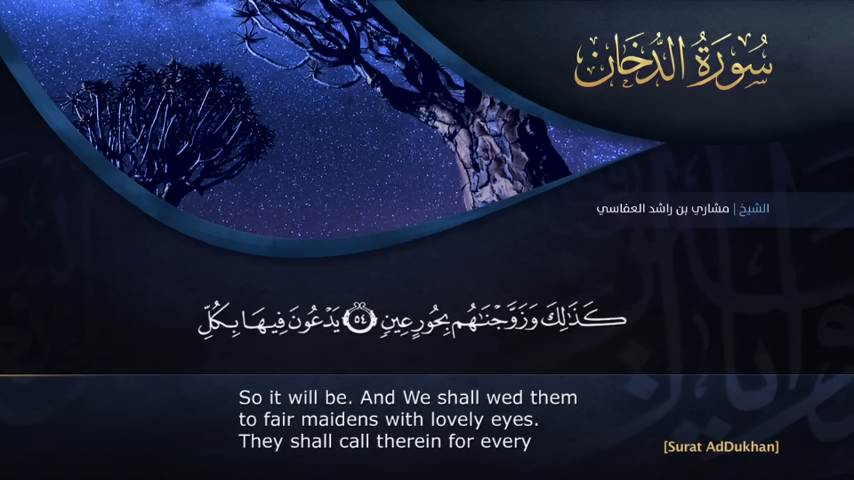 سُورَةُ الدُّخَان
الشيخ | مشاري بن راشد العفاسي
كَذَٰلِكَ وَزَوَّجْنَٰهُم بِحُورٍ عِينٍ ٥٤ يَدْعُونَ فِيهَا بِكُلِّ
So it will be. And We shall wed them
to fair maidens with lovely eyes.
They shall call therein for every
[Surat AdDukhan]